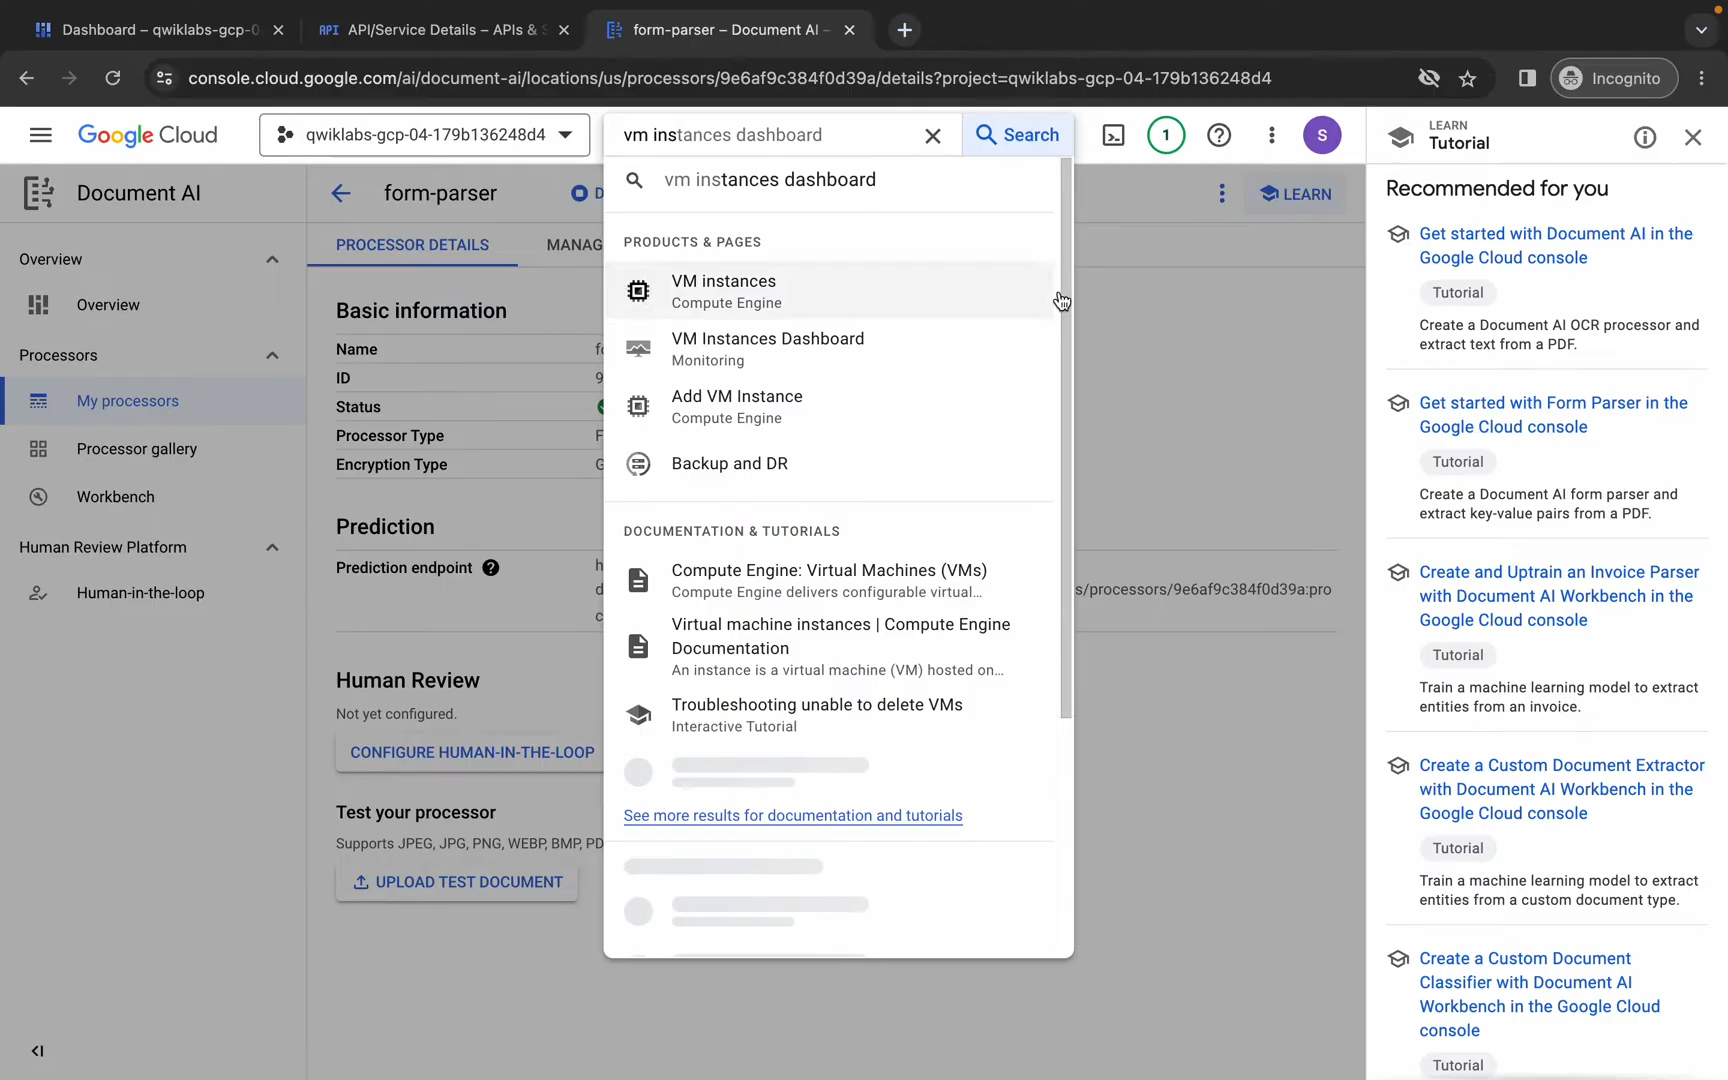 Dashboard – qwiklabs-gcp-0
API API/Service Details – APIs & S
form-parser – Document AI –
console.cloud.google.com/ai/document-ai/locations/us/processors/9e6af9c384f0d39a/details?project=qwiklabs-gcp-04-179b136248d4
Incognito
Google Cloud
qwiklabs-gcp-04-179b136248d4
vm instances dashboard
Search
1
S
LEARN
Tutorial
Document AI
form-parser
D
LEARN
Overview
Overview
Processors
My processors
Processor gallery
Workbench
Human Review Platform
Human-in-the-loop
PROCESSOR DETAILS
MANAG
Basic information
Name
fo
ID
9
Status
Processor Type
F
Encryption Type
G
Prediction
Prediction endpoint
h
d
s/processors/9e6af9c384f0d39a:pro
c
Human Review
Not yet configured.
CONFIGURE HUMAN-IN-THE-LOOP
Test your processor
Supports JPEG, JPG, PNG, WEBP, BMP, PD
UPLOAD TEST DOCUMENT
vm instances dashboard
PRODUCTS & PAGES
VM instances
Compute Engine
VM Instances Dashboard
Monitoring
Add VM Instance
Compute Engine
Backup and DR
DOCUMENTATION & TUTORIALS
Compute Engine: Virtual Machines (VMs)
Compute Engine delivers configurable virtual...
Virtual machine instances | Compute Engine
Documentation
An instance is a virtual machine (VM) hosted on...
Troubleshooting unable to delete VMs
Interactive Tutorial
See more results for documentation and tutorials
Recommended for you
Get started with Document AI in the
Google Cloud console
Tutorial
Create a Document AI OCR processor and
extract text from a PDF.
Get started with Form Parser in the
Google Cloud console
Tutorial
Create a Document AI form parser and
extract key-value pairs from a PDF.
Create and Uptrain an Invoice Parser
with Document AI Workbench in the
Google Cloud console
Tutorial
Train a machine learning model to extract
entities from an invoice.
Create a Custom Document Extractor
with Document AI Workbench in the
Google Cloud console
Tutorial
Train a machine learning model to extract
entities from a custom document type.
Create a Custom Document
Classifier with Document AI
Workbench in the Google Cloud
console
Tutorial